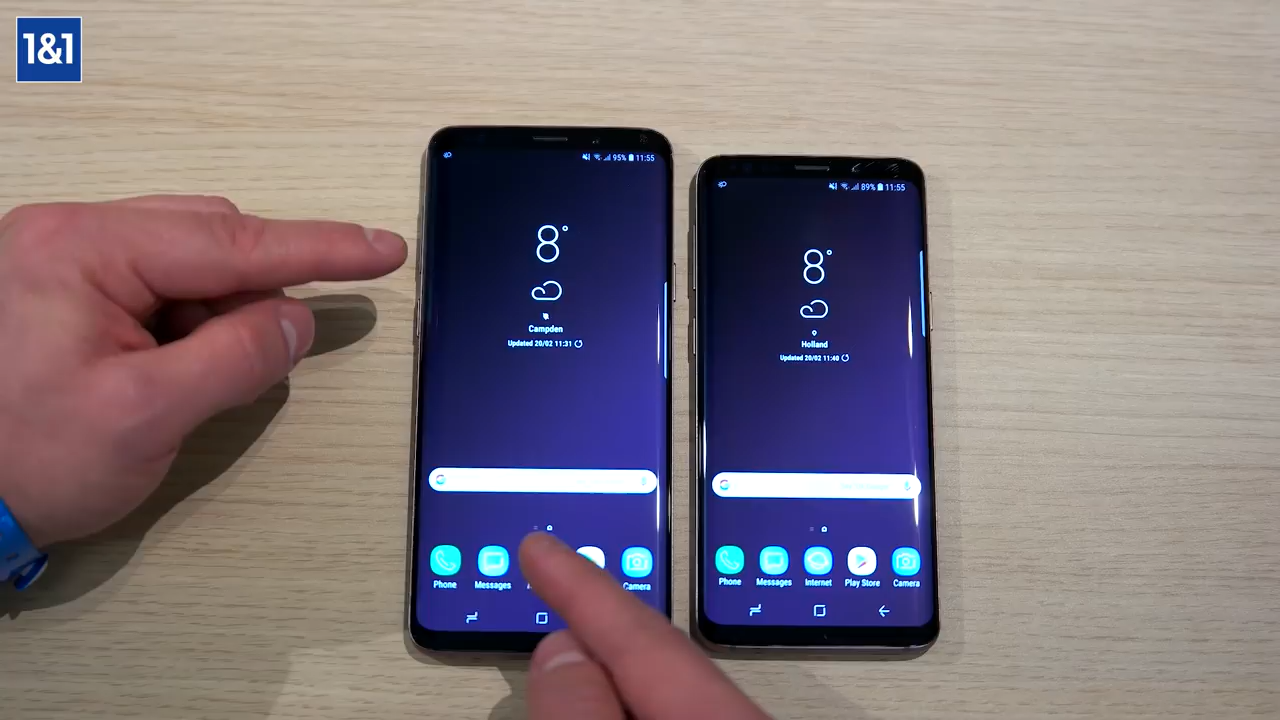 1&1
95% 11:55
8°
Campden
Updated 20/02 11:31
Phone
Messages
Camera
89% 11:55
8°
Holland
Updated 20/02 11:40
Phone
Messages
Internet
Play Store
Camera